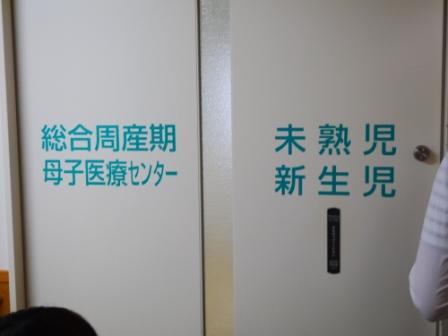 総合周産期
母子医療センター
未熟児
新生児